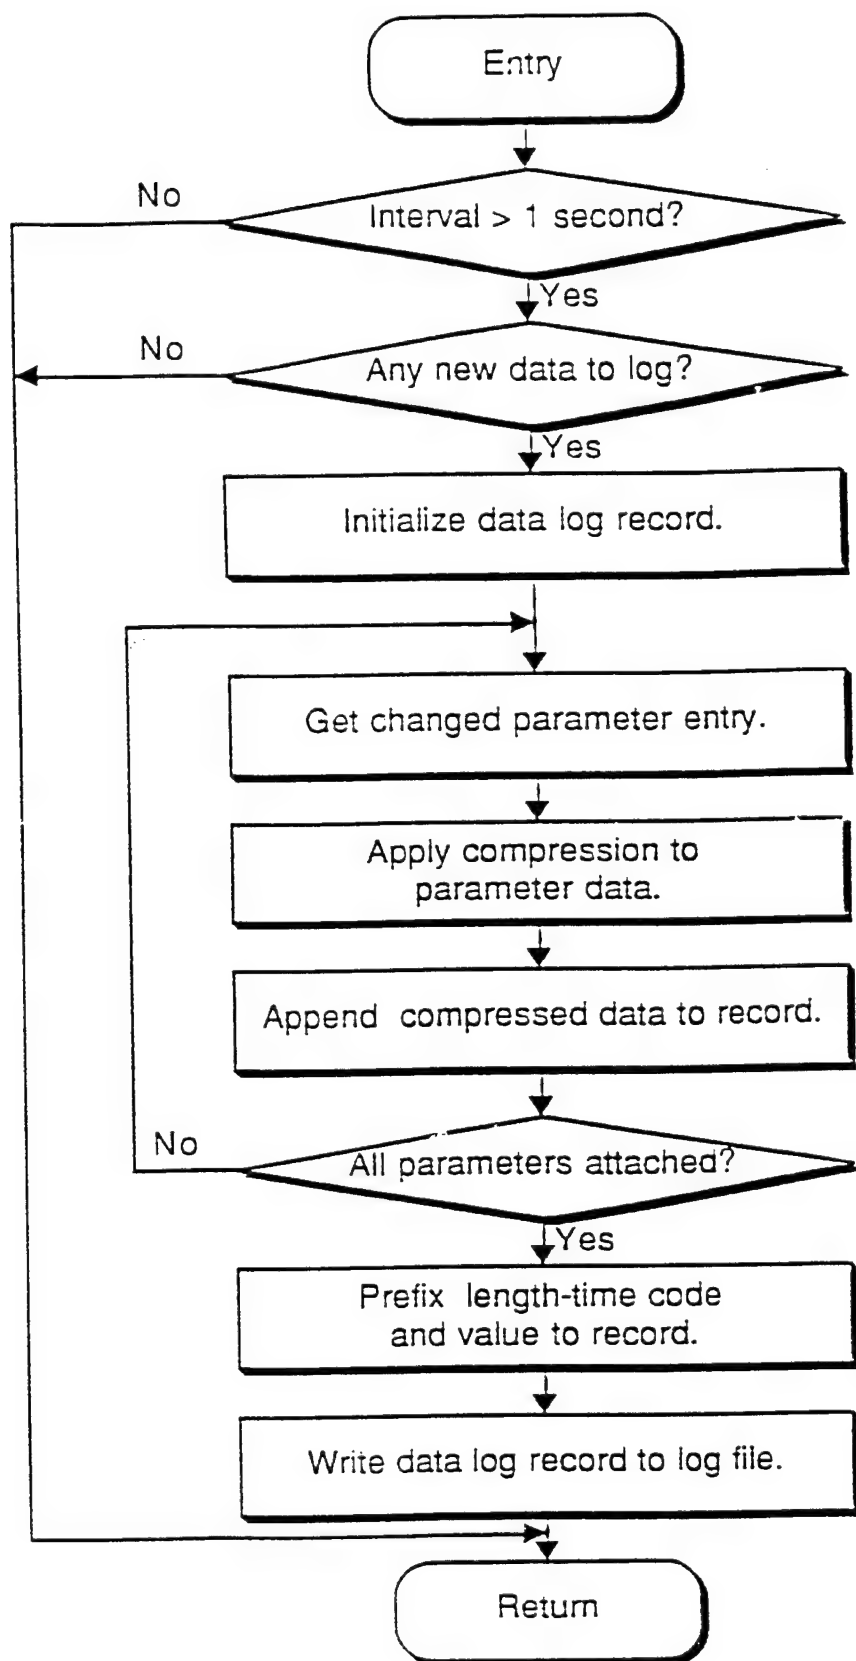 Entry
No
Interval > 1 second?
Yes
No
Any new data to log?
Yes
Initialize data log record.
Get changed parameter entry.
Apply compression to
parameter data.
Append compressed data to record.
No
All parameters attached?
Yes
Prefix length-time code
and value to record.
Write data log record to log file.
Return